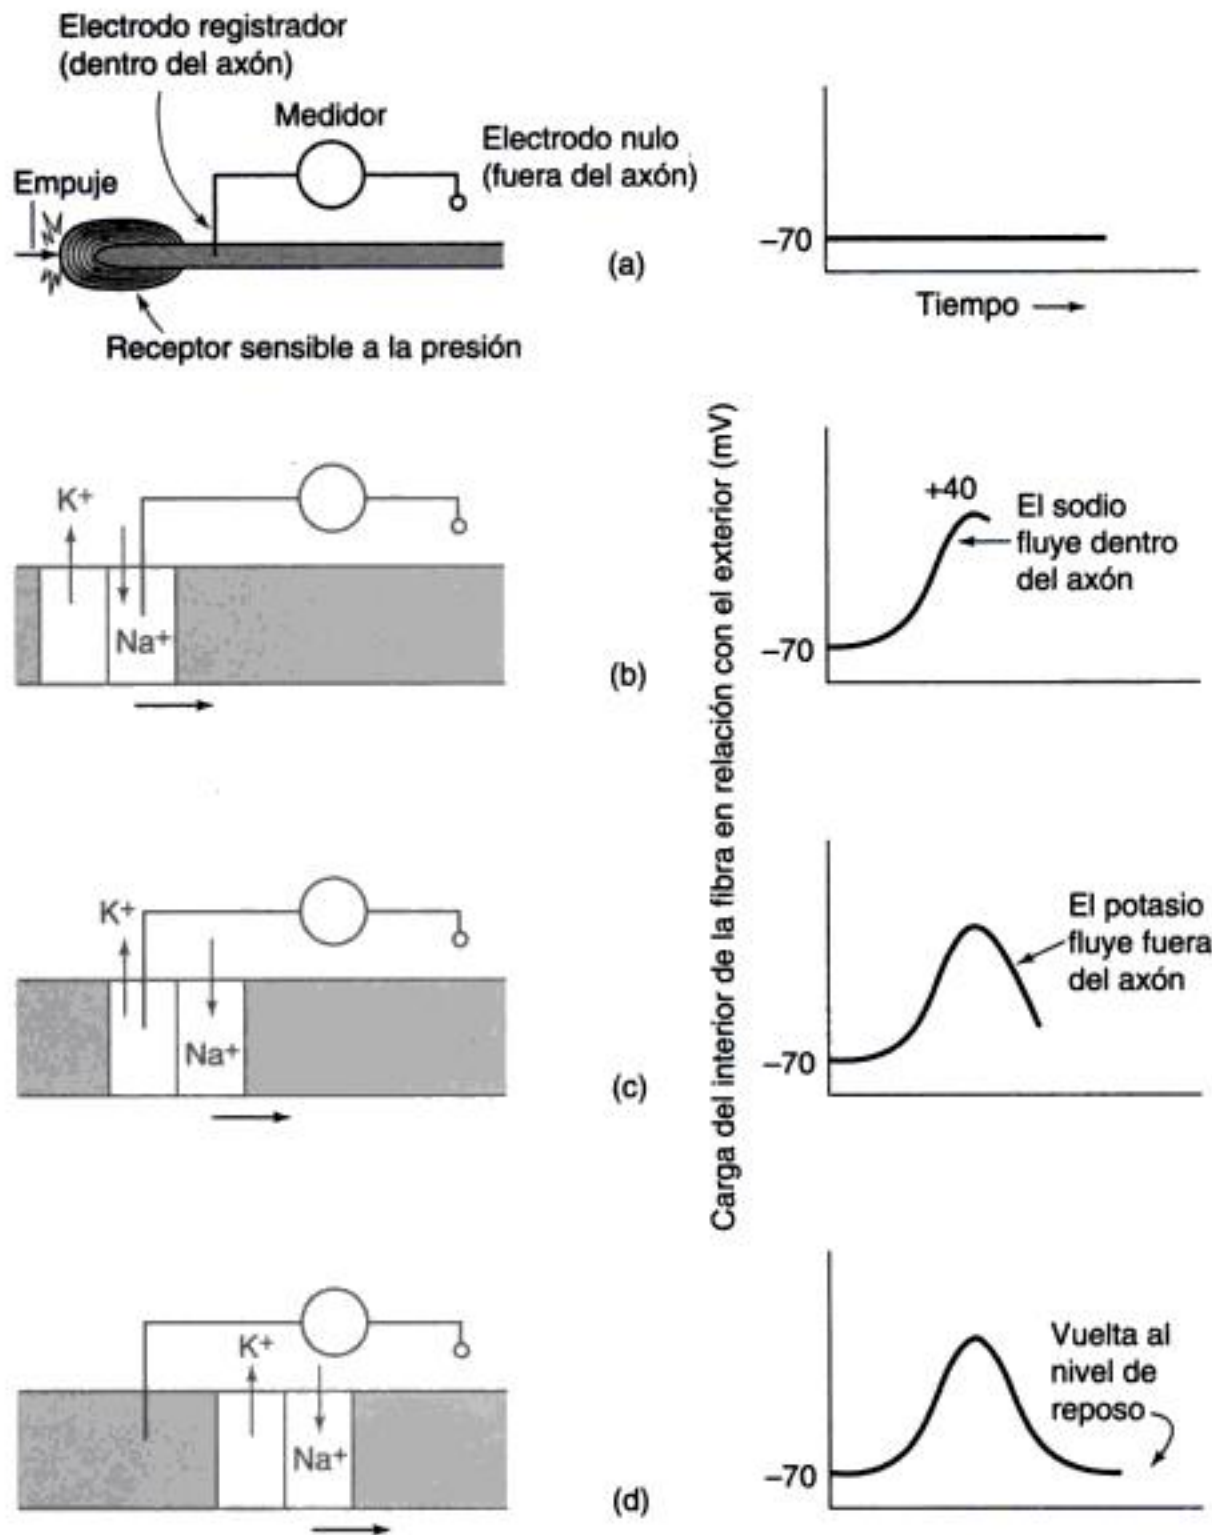 Electrodo registrador
(dentro del axón)
Medidor
Electrodo nulo
(fuera del axón)
Empuje
Receptor sensible a la presión
(a)
–70
Tiempo
Carga del interior de la fibra en relación con el exterior (mV)
K+
Na+
(b)
+40
El sodio
fluye dentro
del axón
–70
K+
Na+
(c)
El potasio
fluye fuera
del axón
–70
K+
Na+
(d)
Vuelta al
nivel de
reposo
–70